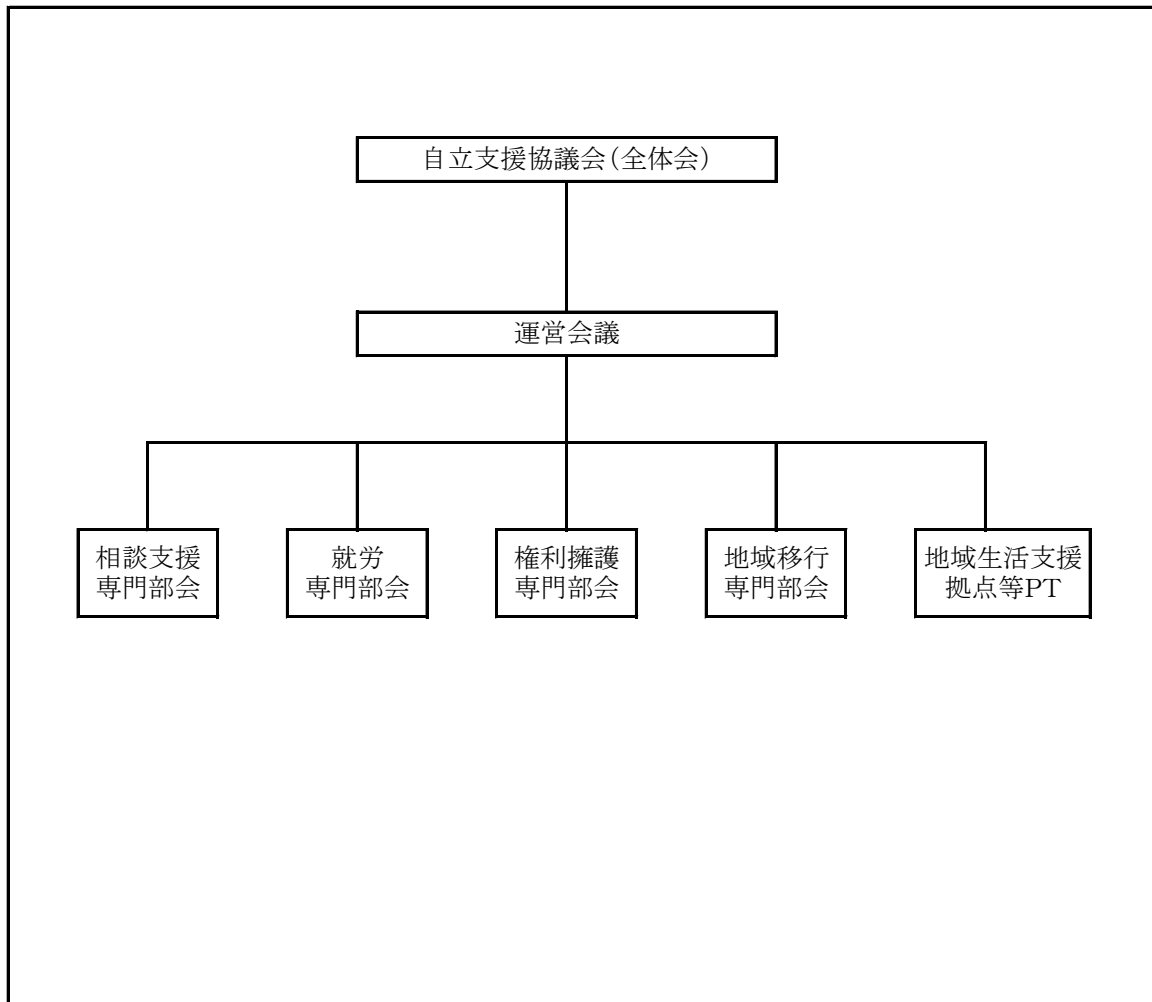 自立支援協議会(全体会)
運営会議
相談支援
専門部会
就労
専門部会
権利擁護
専門部会
地域移行
専門部会
地域生活支援
拠点等PT